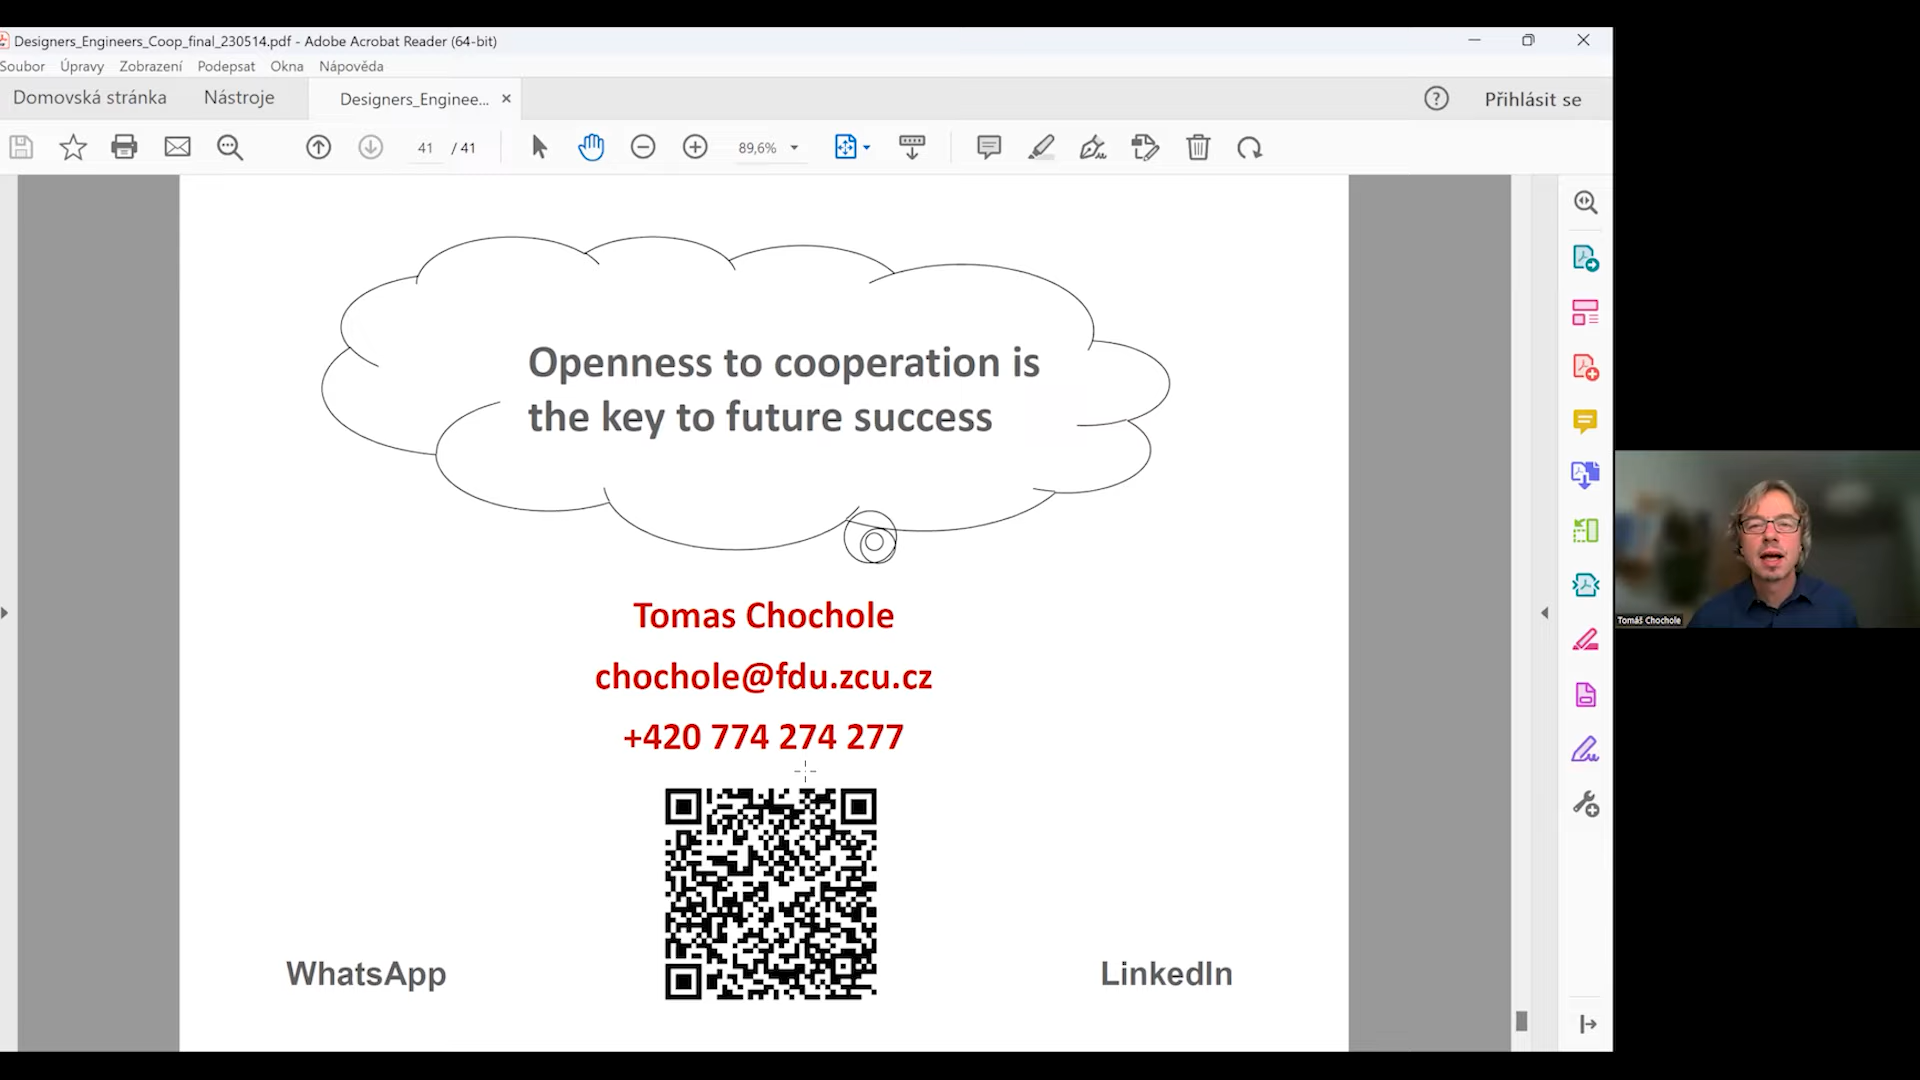 Designers_Engineers_Coop_final_230514.pdf - Adobe Acrobat Reader (64-bit)
Soubor Úpravy Zobrazení Podepsat Okna Nápověda
Domovská stránka Nástroje Designers_Enginee... Přihlásit se
41 / 41 89,6%
Openness to cooperation is
the key to future success
Tomas Chochole
chochole@fdu.zcu.cz
+420 774 274 277
WhatsApp
LinkedIn
Tomáš Chochole